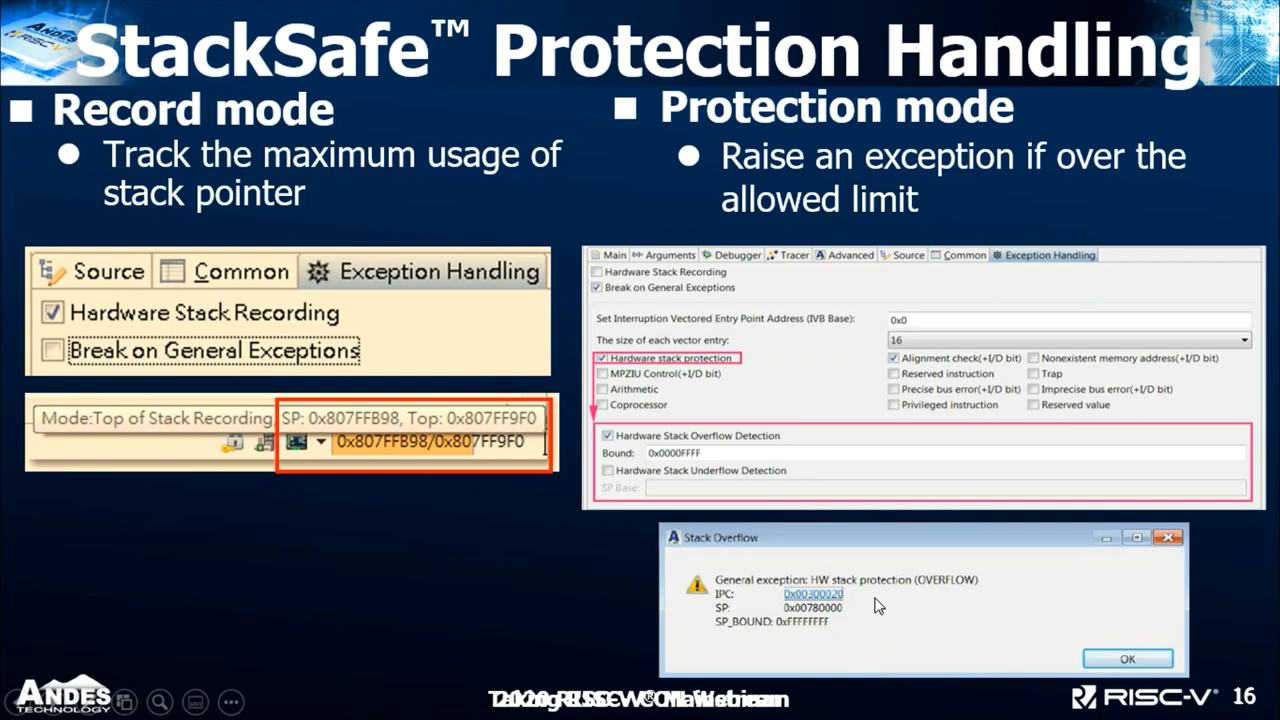 ANDES
RISC-V
StackSafe™ Protection Handling
■ Record mode
● Track the maximum usage of
stack pointer
Source Common Exception Handling
Hardware Stack Recording
Break on General Exceptions
Mode:Top of Stack Recording, SP: 0x807FFB98, Top: 0x807FF9F0
0x807FFB98/0x807FF9F0
■ Protection mode
● Raise an exception if over the
allowed limit
Main Arguments Debugger Tracer Advanced Source Common Exception Handling
Hardware Stack Recording
Break on General Exceptions
Set Interruption Vectored Entry Point Address (IVB Base): 0x0
The size of each vector entry: 16
Hardware stack protection Alignment check(+I/D bit) Nonexistent memory address(+I/D bit)
MPZIU Control(+I/D bit) Reserved instruction Trap
Arithmetic Precise bus error(+I/D bit) Imprecise bus error(+I/D bit)
Coprocessor Privileged instruction Reserved value
Hardware Stack Overflow Detection
Bound: 0x0000FFFF
Hardware Stack Underflow Detection
SP Base:
Stack Overflow
General exception: HW stack protection (OVERFLOW)
IPC: 0x00300020
SP: 0x00780000
SP_BOUND: 0xFFFFFFFF
OK
ANDES
TECHNOLOGY
RISC-V® 16